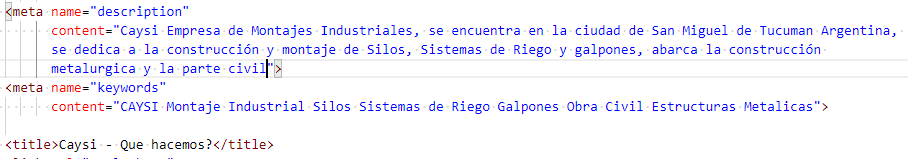 <meta name="description"
content="Caysi Empresa de Montajes Industriales, se encuentra en la ciudad de San Miguel de Tucuman Argentina,
se dedica a la construcción y montaje de Silos, Sistemas de Riego y galpones, abarca la construcción
metalurgica y la parte civil">
<meta name="keywords"
content="CAYSI Montaje Industrial Silos Sistemas de Riego Galpones Obra Civil Estructuras Metalicas">
<title>Caysi - Que hacemos?</title>